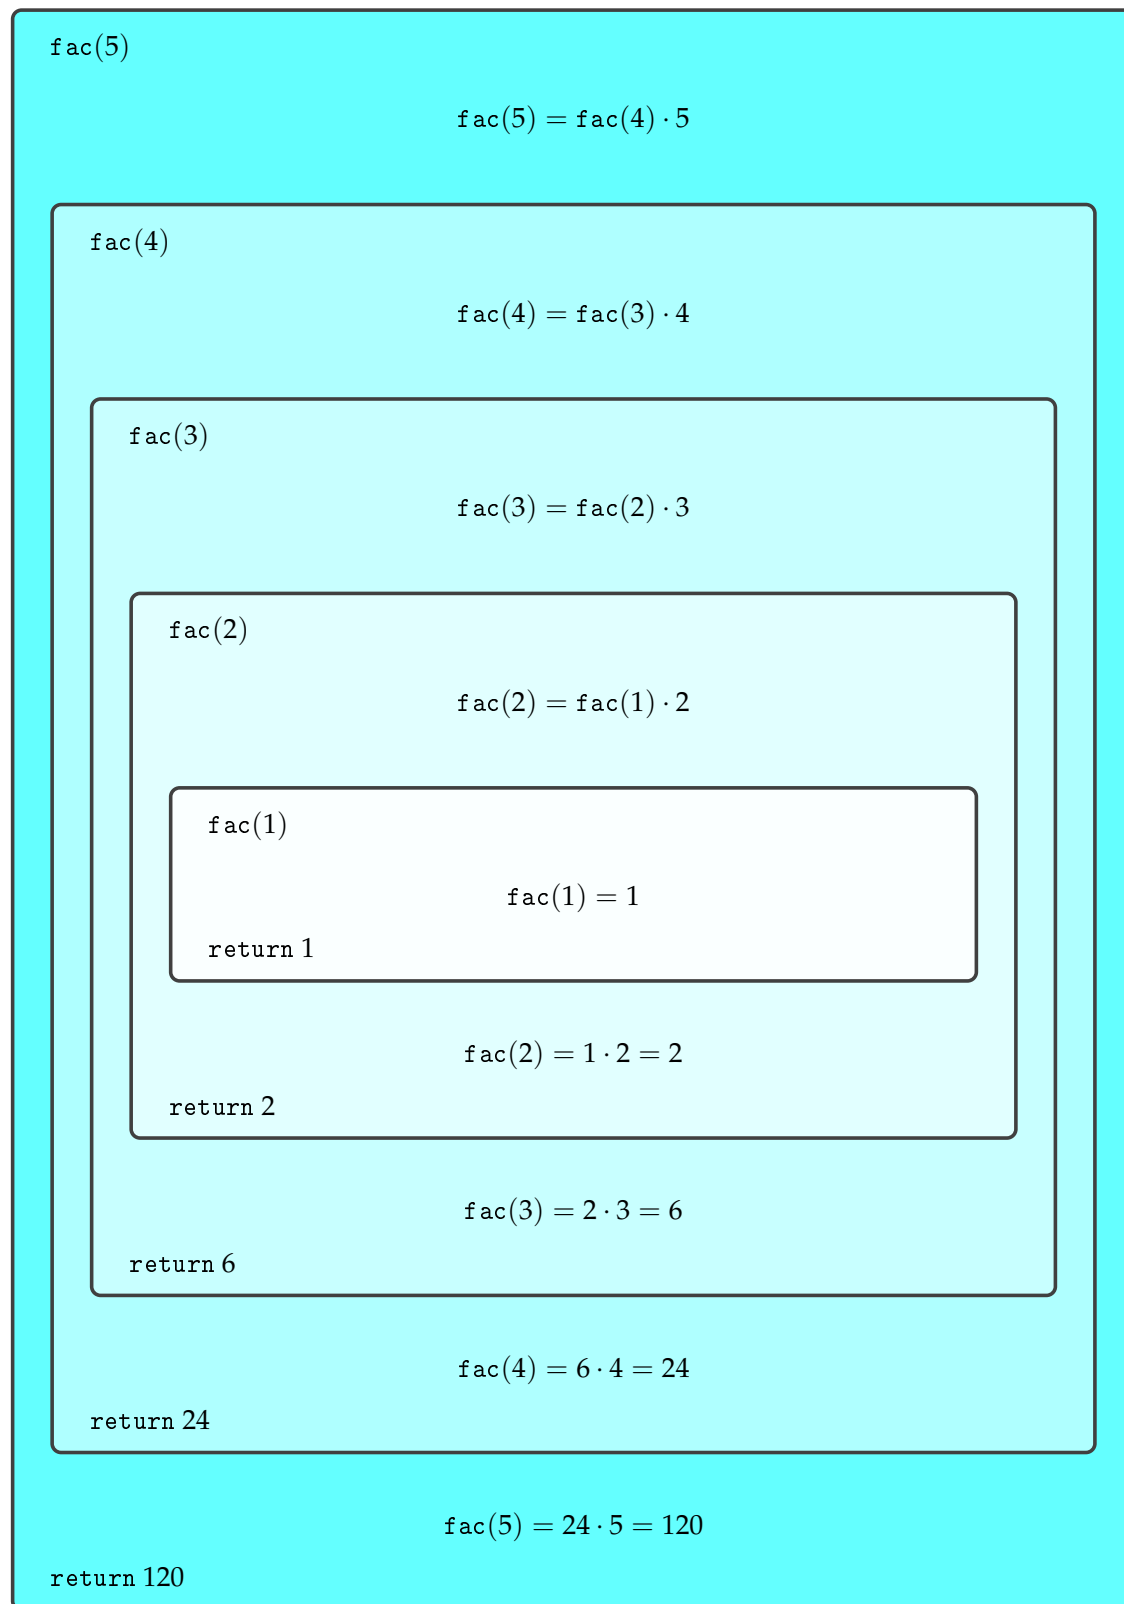 fac(5)
fac(5) = fac(4) · 5
fac(4)
fac(4) = fac(3) · 4
fac(3)
fac(3) = fac(2) · 3
fac(2)
fac(2) = fac(1) · 2
fac(1)
fac(1) = 1
return 1
fac(2) = 1 · 2 = 2
return 2
fac(3) = 2 · 3 = 6
return 6
fac(4) = 6 · 4 = 24
return 24
fac(5) = 24 · 5 = 120
return 120